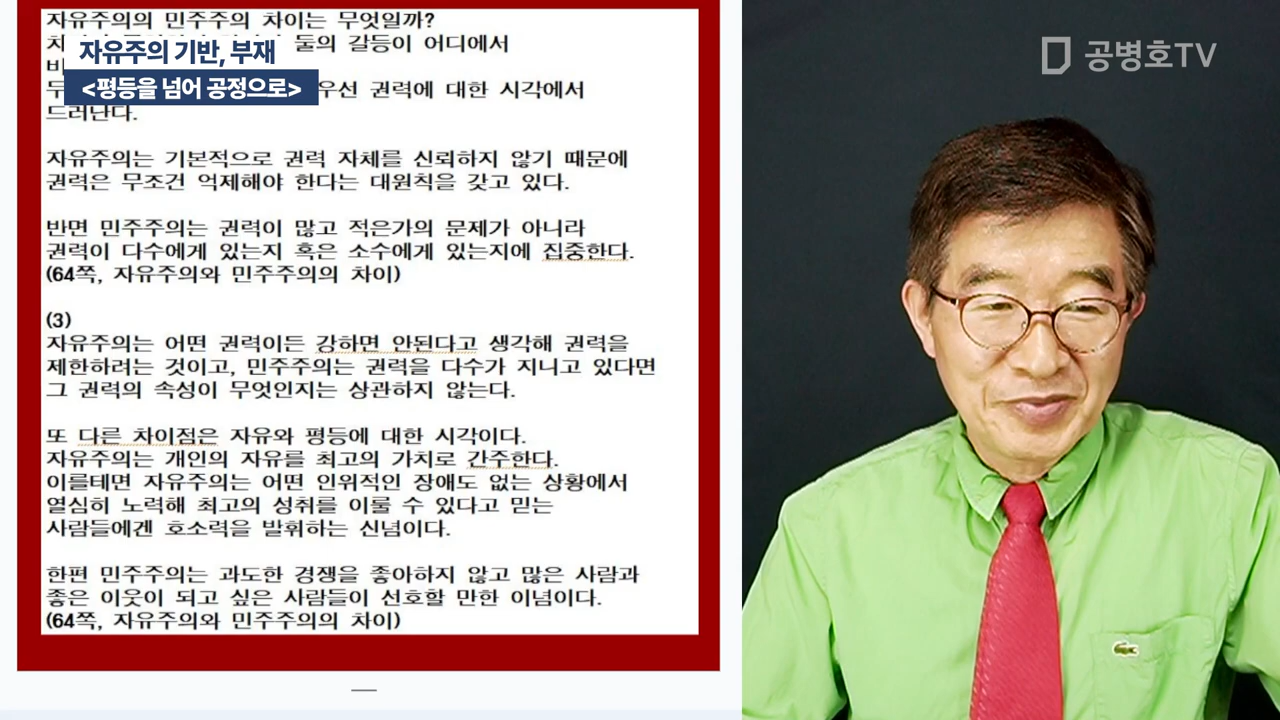 자유주의의 민주주의 차이는 무엇일까?
둘의 갈등이 어디에서
우선 권력에 대한 시각에서
드러난다.
자유주의 기반, 부재
<평등을 넘어 공정으로>
자유주의는 기본적으로 권력 자체를 신뢰하지 않기 때문에
권력은 무조건 억제해야 한다는 대원칙을 갖고 있다.
반면 민주주의는 권력이 많고 적은가의 문제가 아니라
권력이 다수에게 있는지 혹은 소수에게 있는지에 집중한다.
(64쪽, 자유주의와 민주주의의 차이)
(3)
자유주의는 어떤 권력이든 강하면 안된다고 생각해 권력을
제한하려는 것이고, 민주주의는 권력을 다수가 지니고 있다면
그 권력의 속성이 무엇인지는 상관하지 않는다.
또 다른 차이점은 자유와 평등에 대한 시각이다.
자유주의는 개인의 자유를 최고의 가치로 간주한다.
이를테면 자유주의는 어떤 인위적인 장애도 없는 상황에서
열심히 노력해 최고의 성취를 이룰 수 있다고 믿는
사람들에겐 호소력을 발휘하는 신념이다.
한편 민주주의는 과도한 경쟁을 좋아하지 않고 많은 사람과
좋은 이웃이 되고 싶은 사람들이 선호할 만한 이념이다.
(64쪽, 자유주의와 민주주의의 차이)
공병호TV